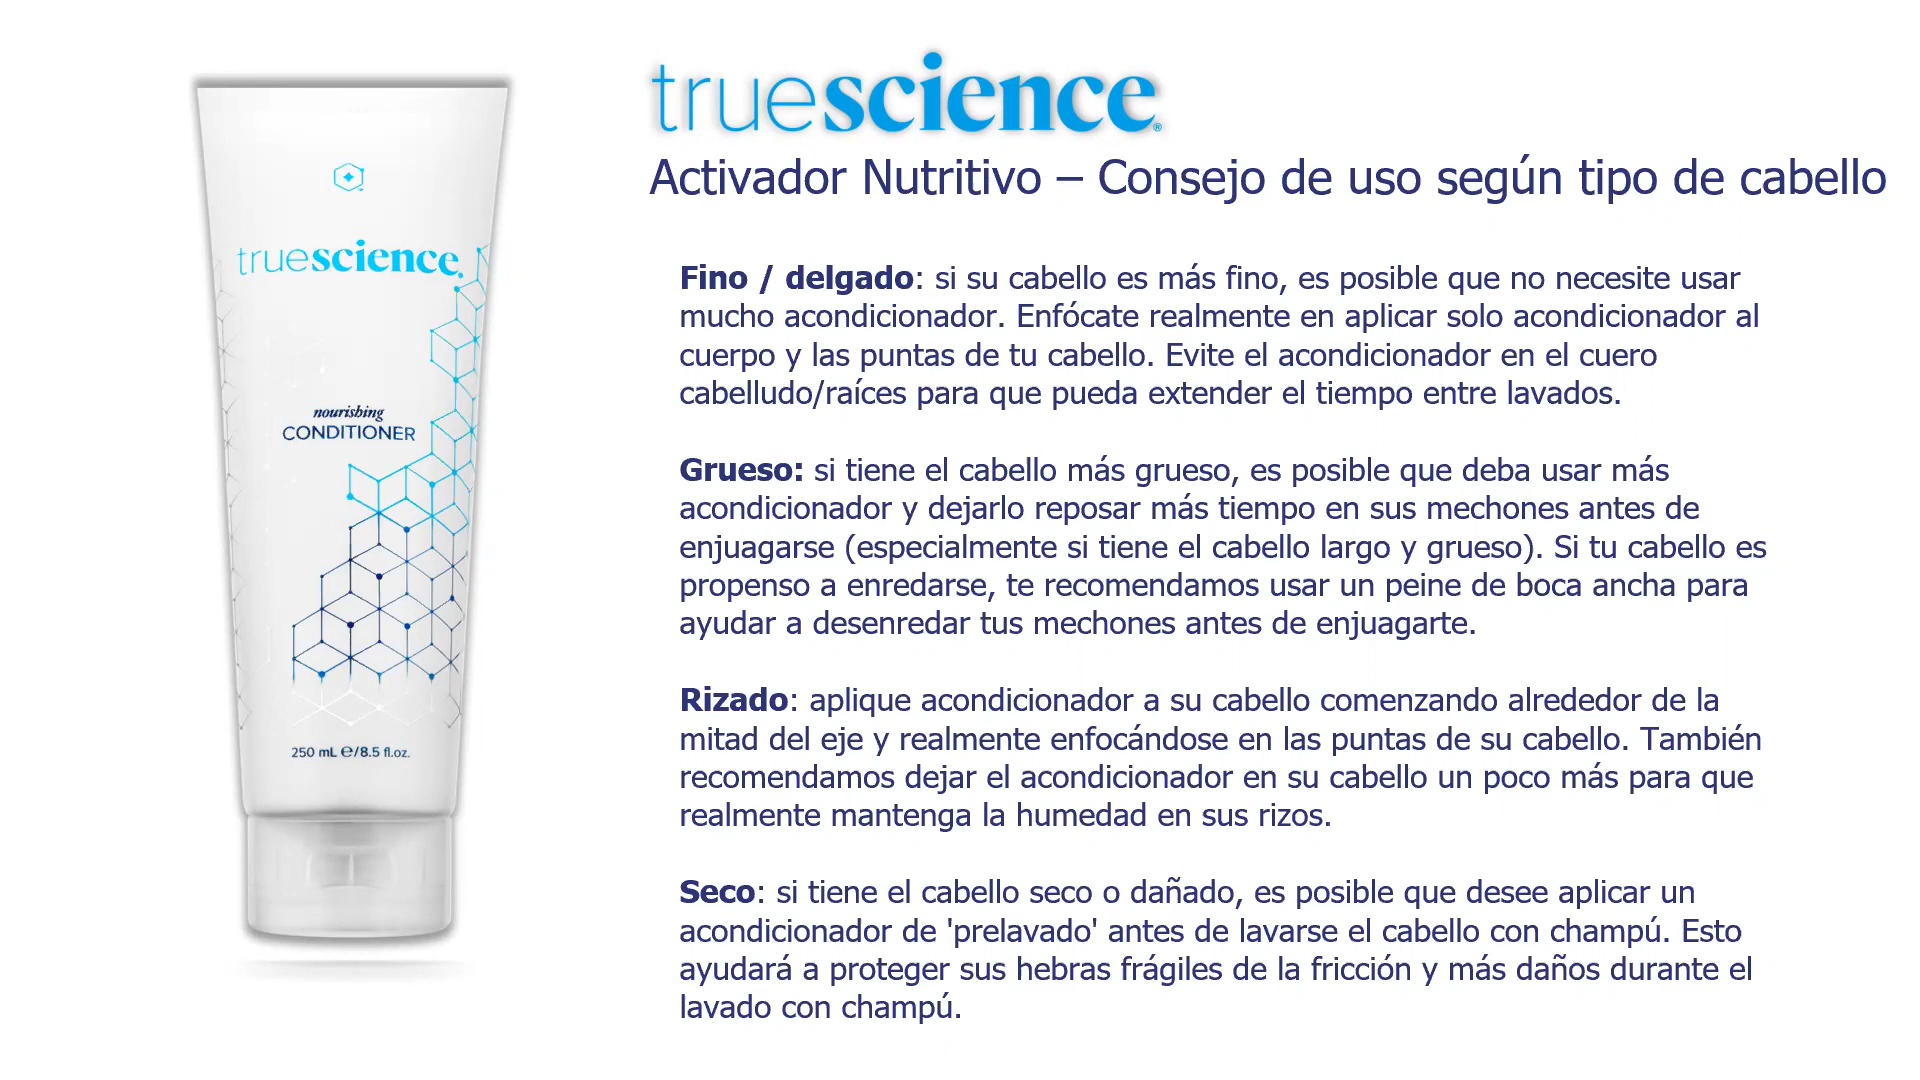 truescience®
Activador Nutritivo – Consejo de uso según tipo de cabello
truescience
nourishing
CONDITIONER
250 mL ℮/8.5 fl.oz.
Fino / delgado: si su cabello es más fino, es posible que no necesite usar
mucho acondicionador. Enfócate realmente en aplicar solo acondicionador al
cuerpo y las puntas de tu cabello. Evite el acondicionador en el cuero
cabelludo/raíces para que pueda extender el tiempo entre lavados.
Grueso: si tiene el cabello más grueso, es posible que deba usar más
acondicionador y dejarlo reposar más tiempo en sus mechones antes de
enjuagarse (especialmente si tiene el cabello largo y grueso). Si tu cabello es
propenso a enredarse, te recomendamos usar un peine de boca ancha para
ayudar a desenredar tus mechones antes de enjuagarte.
Rizado: aplique acondicionador a su cabello comenzando alrededor de la
mitad del eje y realmente enfocándose en las puntas de su cabello. También
recomendamos dejar el acondicionador en su cabello un poco más para que
realmente mantenga la humedad en sus rizos.
Seco: si tiene el cabello seco o dañado, es posible que desee aplicar un
acondicionador de 'prelavado' antes de lavarse el cabello con champú. Esto
ayudará a proteger sus hebras frágiles de la fricción y más daños durante el
lavado con champú.